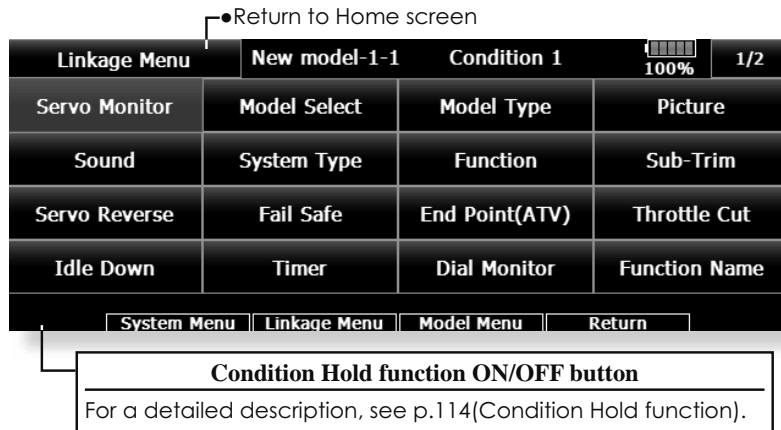 ●Return to Home screen
Linkage Menu New model-1-1 Condition 1 100% 1/2
Servo Monitor Model Select Model Type Picture
Sound System Type Function Sub-Trim
Servo Reverse Fail Safe End Point(ATV) Throttle Cut
Idle Down Timer Dial Monitor Function Name
System Menu Linkage Menu Model Menu Return
Condition Hold function ON/OFF button
For a detailed description, see p.114(Condition Hold function).